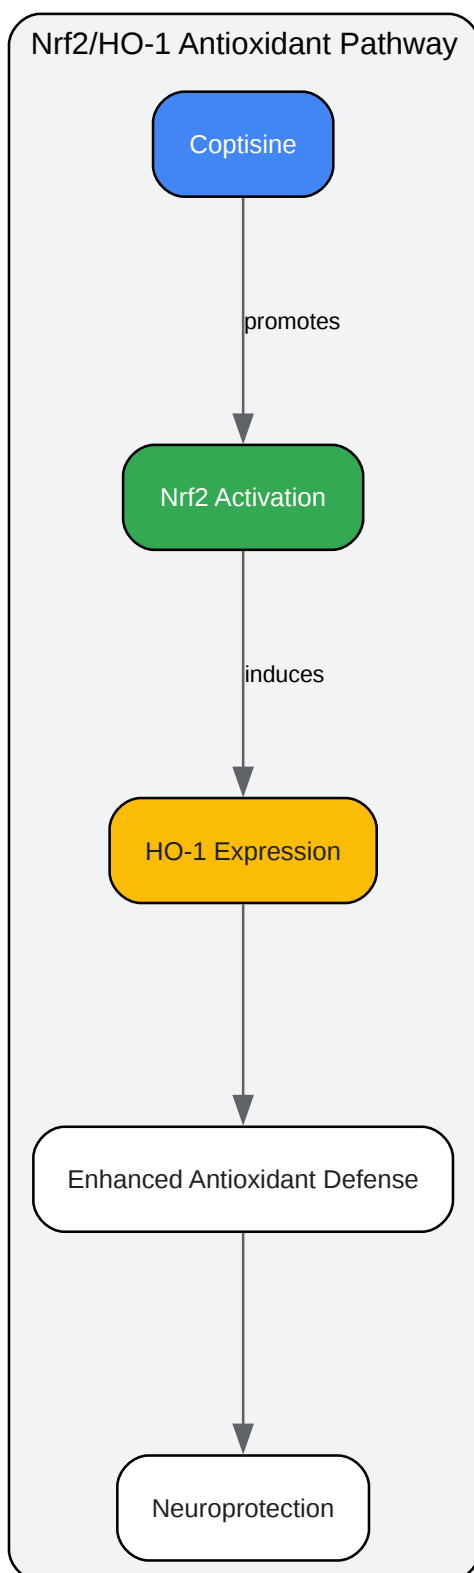 Nrf2/HO-1 Antioxidant Pathway
Coptisine
promotes
Nrf2 Activation
induces
HO-1 Expression
Enhanced Antioxidant Defense
Neuroprotection